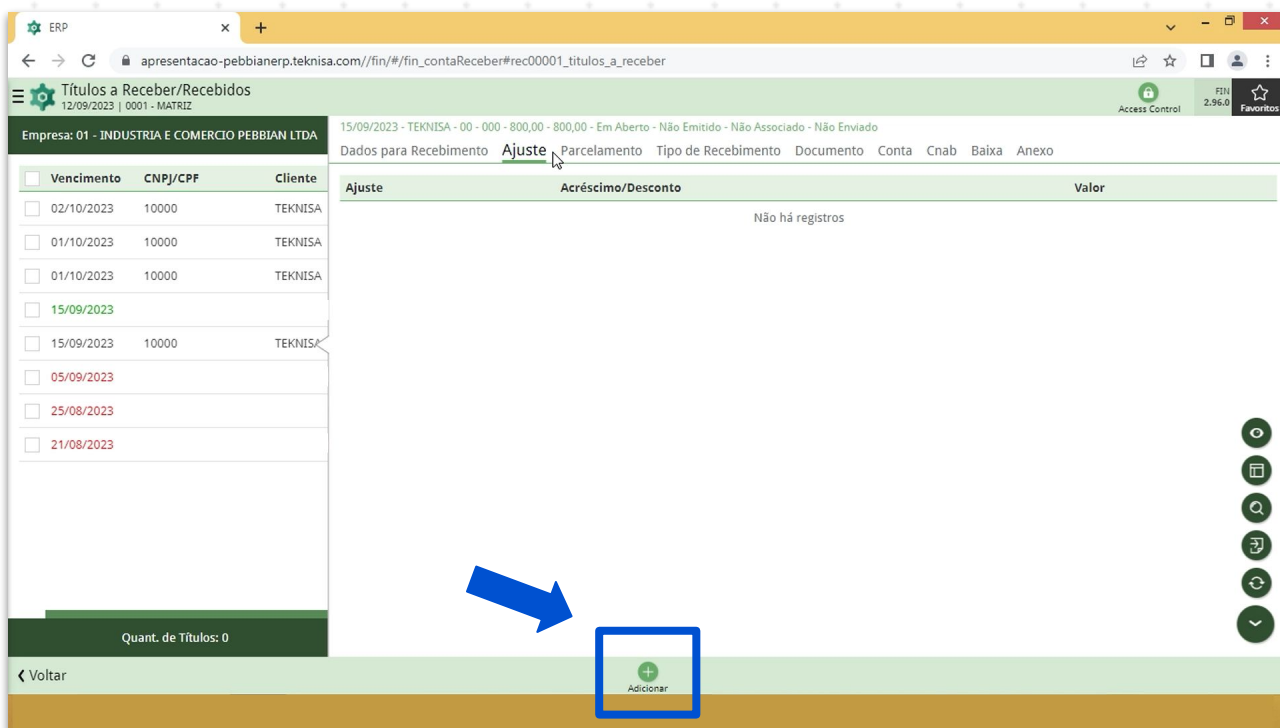 ERP
apresentacao-pebbianerp.teknisa.com//fin/#/fin_contaReceber#rec00001_titulos_a_receber
Títulos a Receber/Recebidos
12/09/2023 | 0001 - MATRIZ
Access Control
FIN
2.96.0
Favoritos
Empresa: 01 - INDUSTRIA E COMERCIO PEBBIAN LTDA
15/09/2023 - TEKNISA - 00 - 000 - 800,00 - 800,00 - Em Aberto - Não Emitido - Não Associado - Não Enviado
Dados para Recebimento Ajuste Parcelamento Tipo de Recebimento Documento Conta Cnab Baixa Anexo
Vencimento CNPJ/CPF Cliente
02/10/2023 10000 TEKNISA
01/10/2023 10000 TEKNISA
01/10/2023 10000 TEKNISA
15/09/2023
15/09/2023 10000 TEKNISA
05/09/2023
25/08/2023
21/08/2023
Quant. de Títulos: 0
Ajuste Acréscimo/Desconto Valor
Não há registros
Voltar
Adicionar